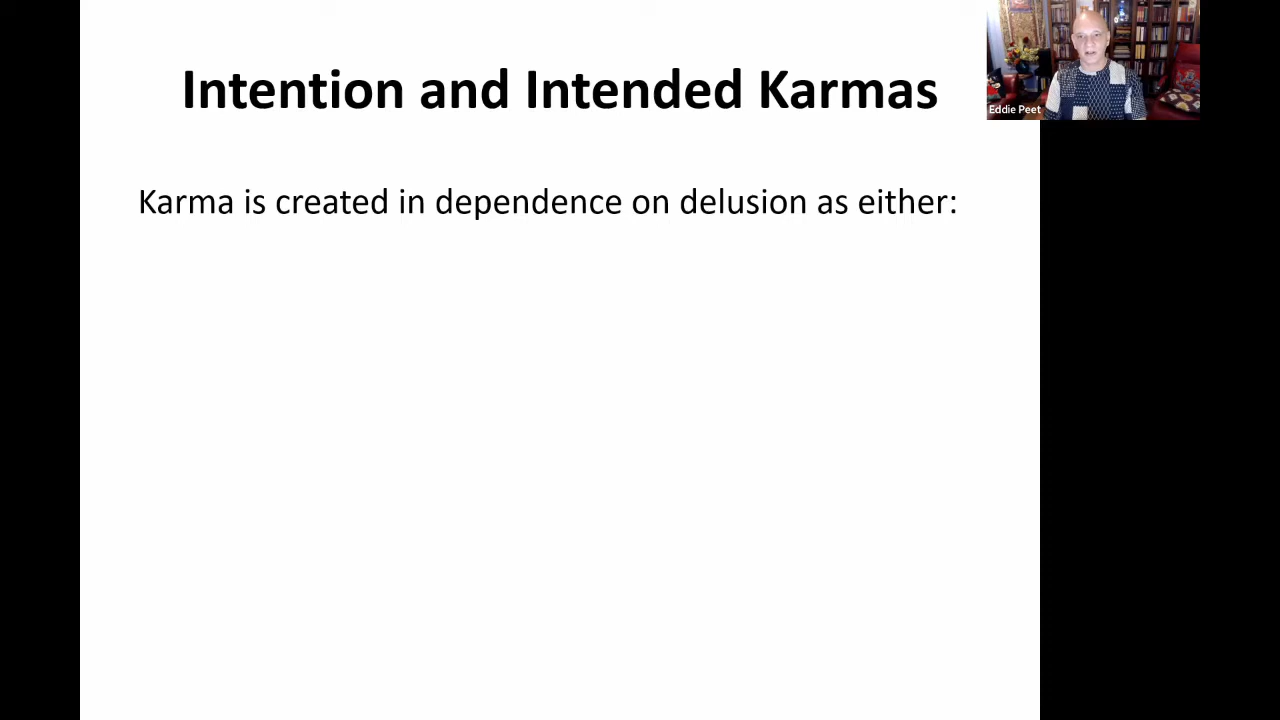 Intention and Intended Karmas
Eddie Peet
Karma is created in dependence on delusion as either: